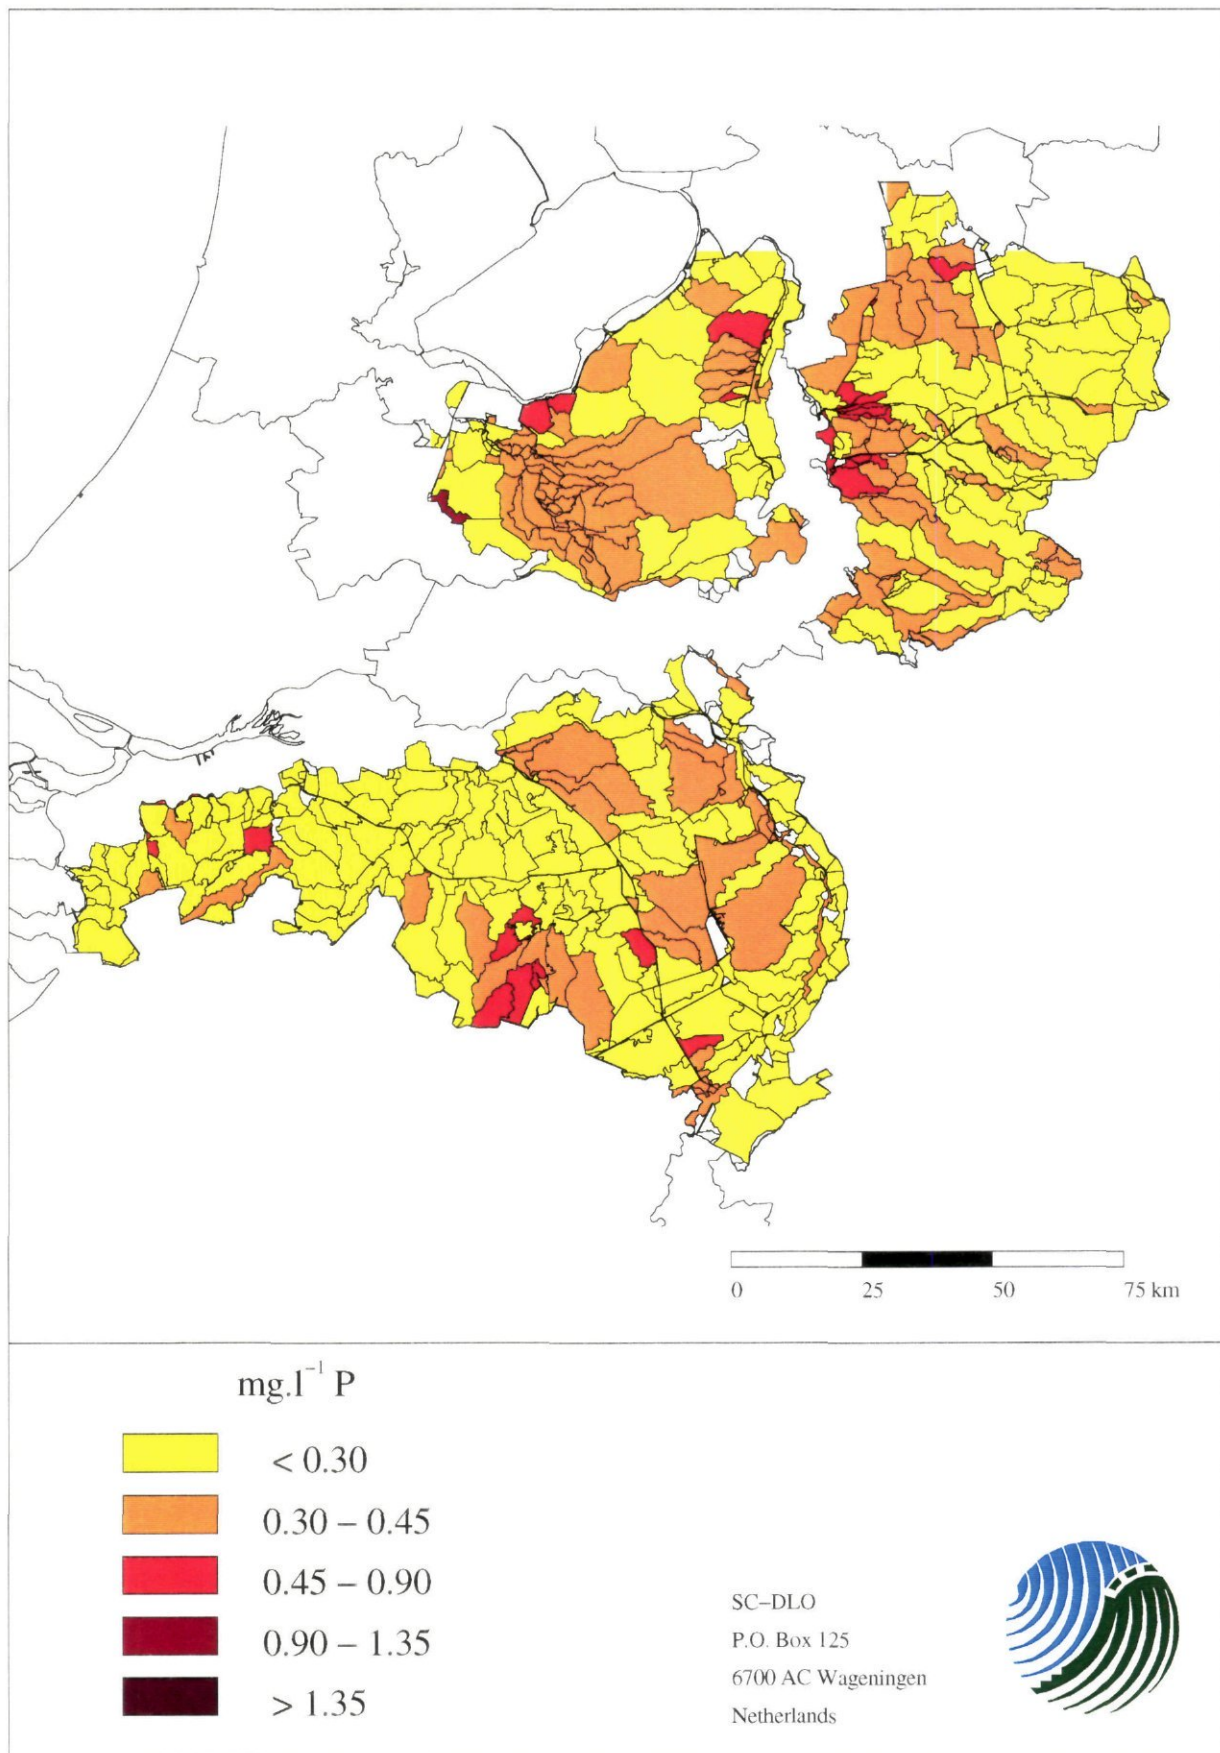 0 25 50 75 km
mg.l⁻¹ P
< 0.30
0.30 – 0.45
0.45 – 0.90
0.90 – 1.35
> 1.35
SC–DLO
P.O. Box 125
6700 AC Wageningen
Netherlands